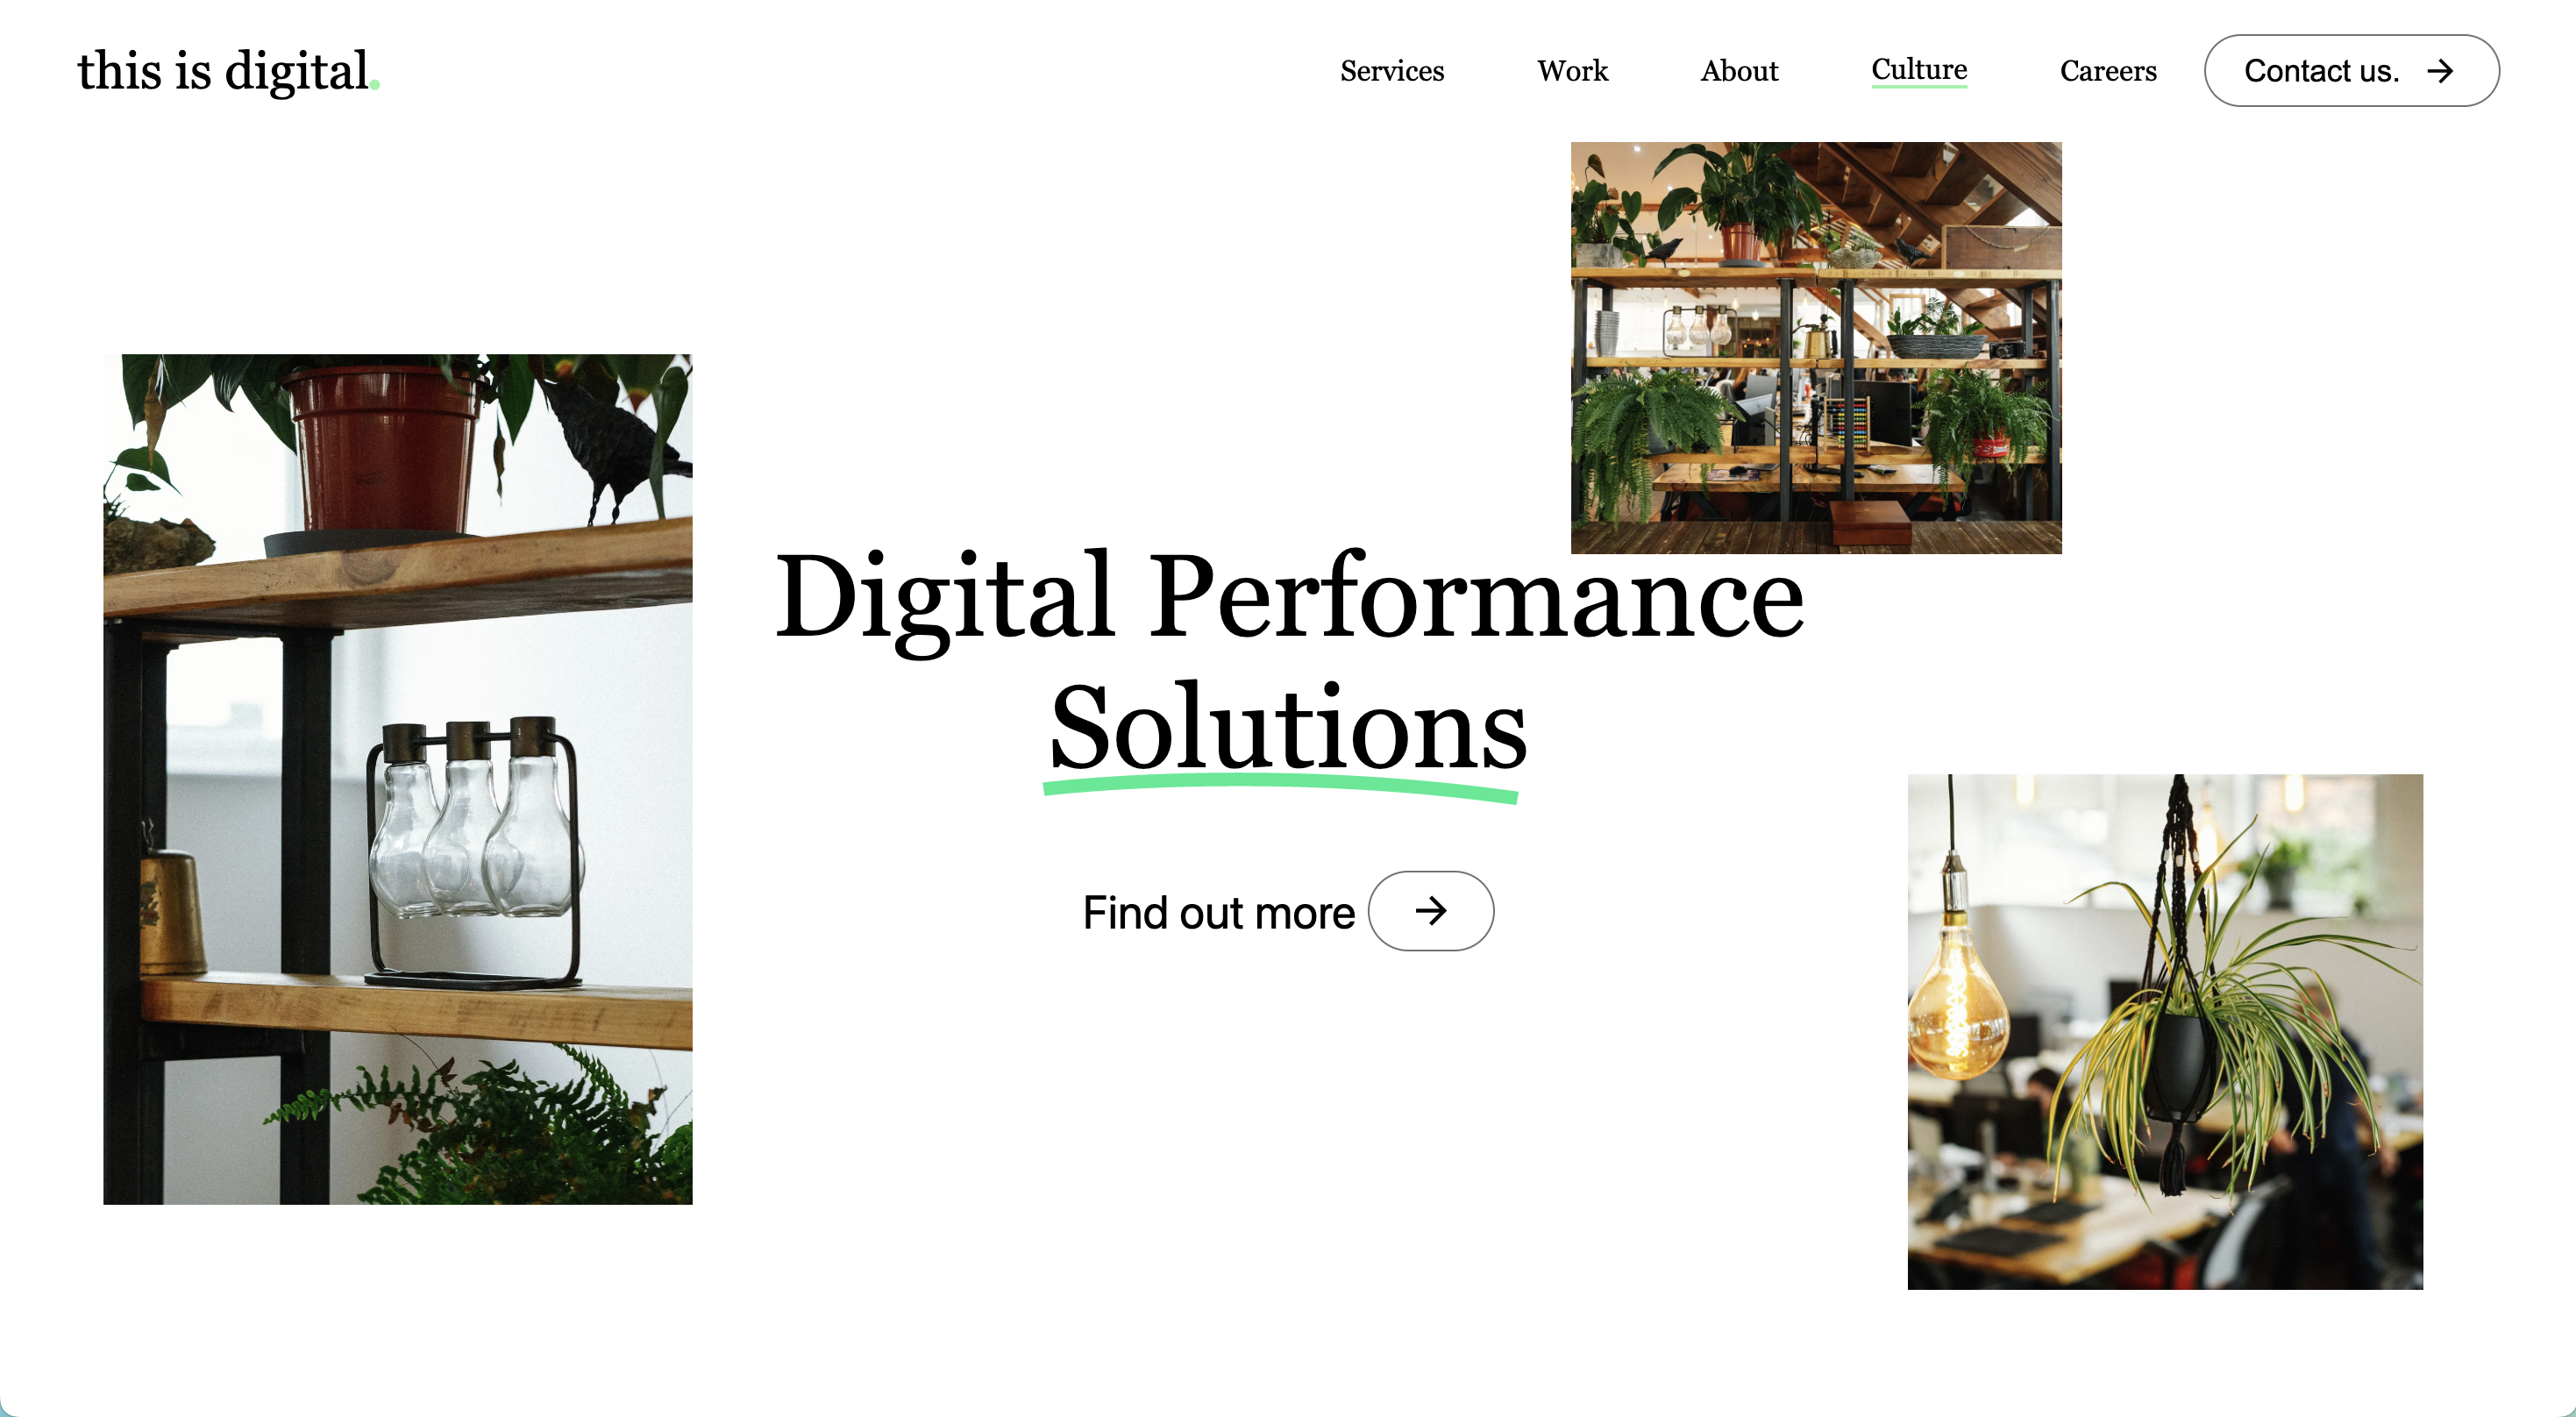 this is digital.
Services
Work
About
Culture
Careers
Contact us.
Digital Performance
Solutions
Find out more